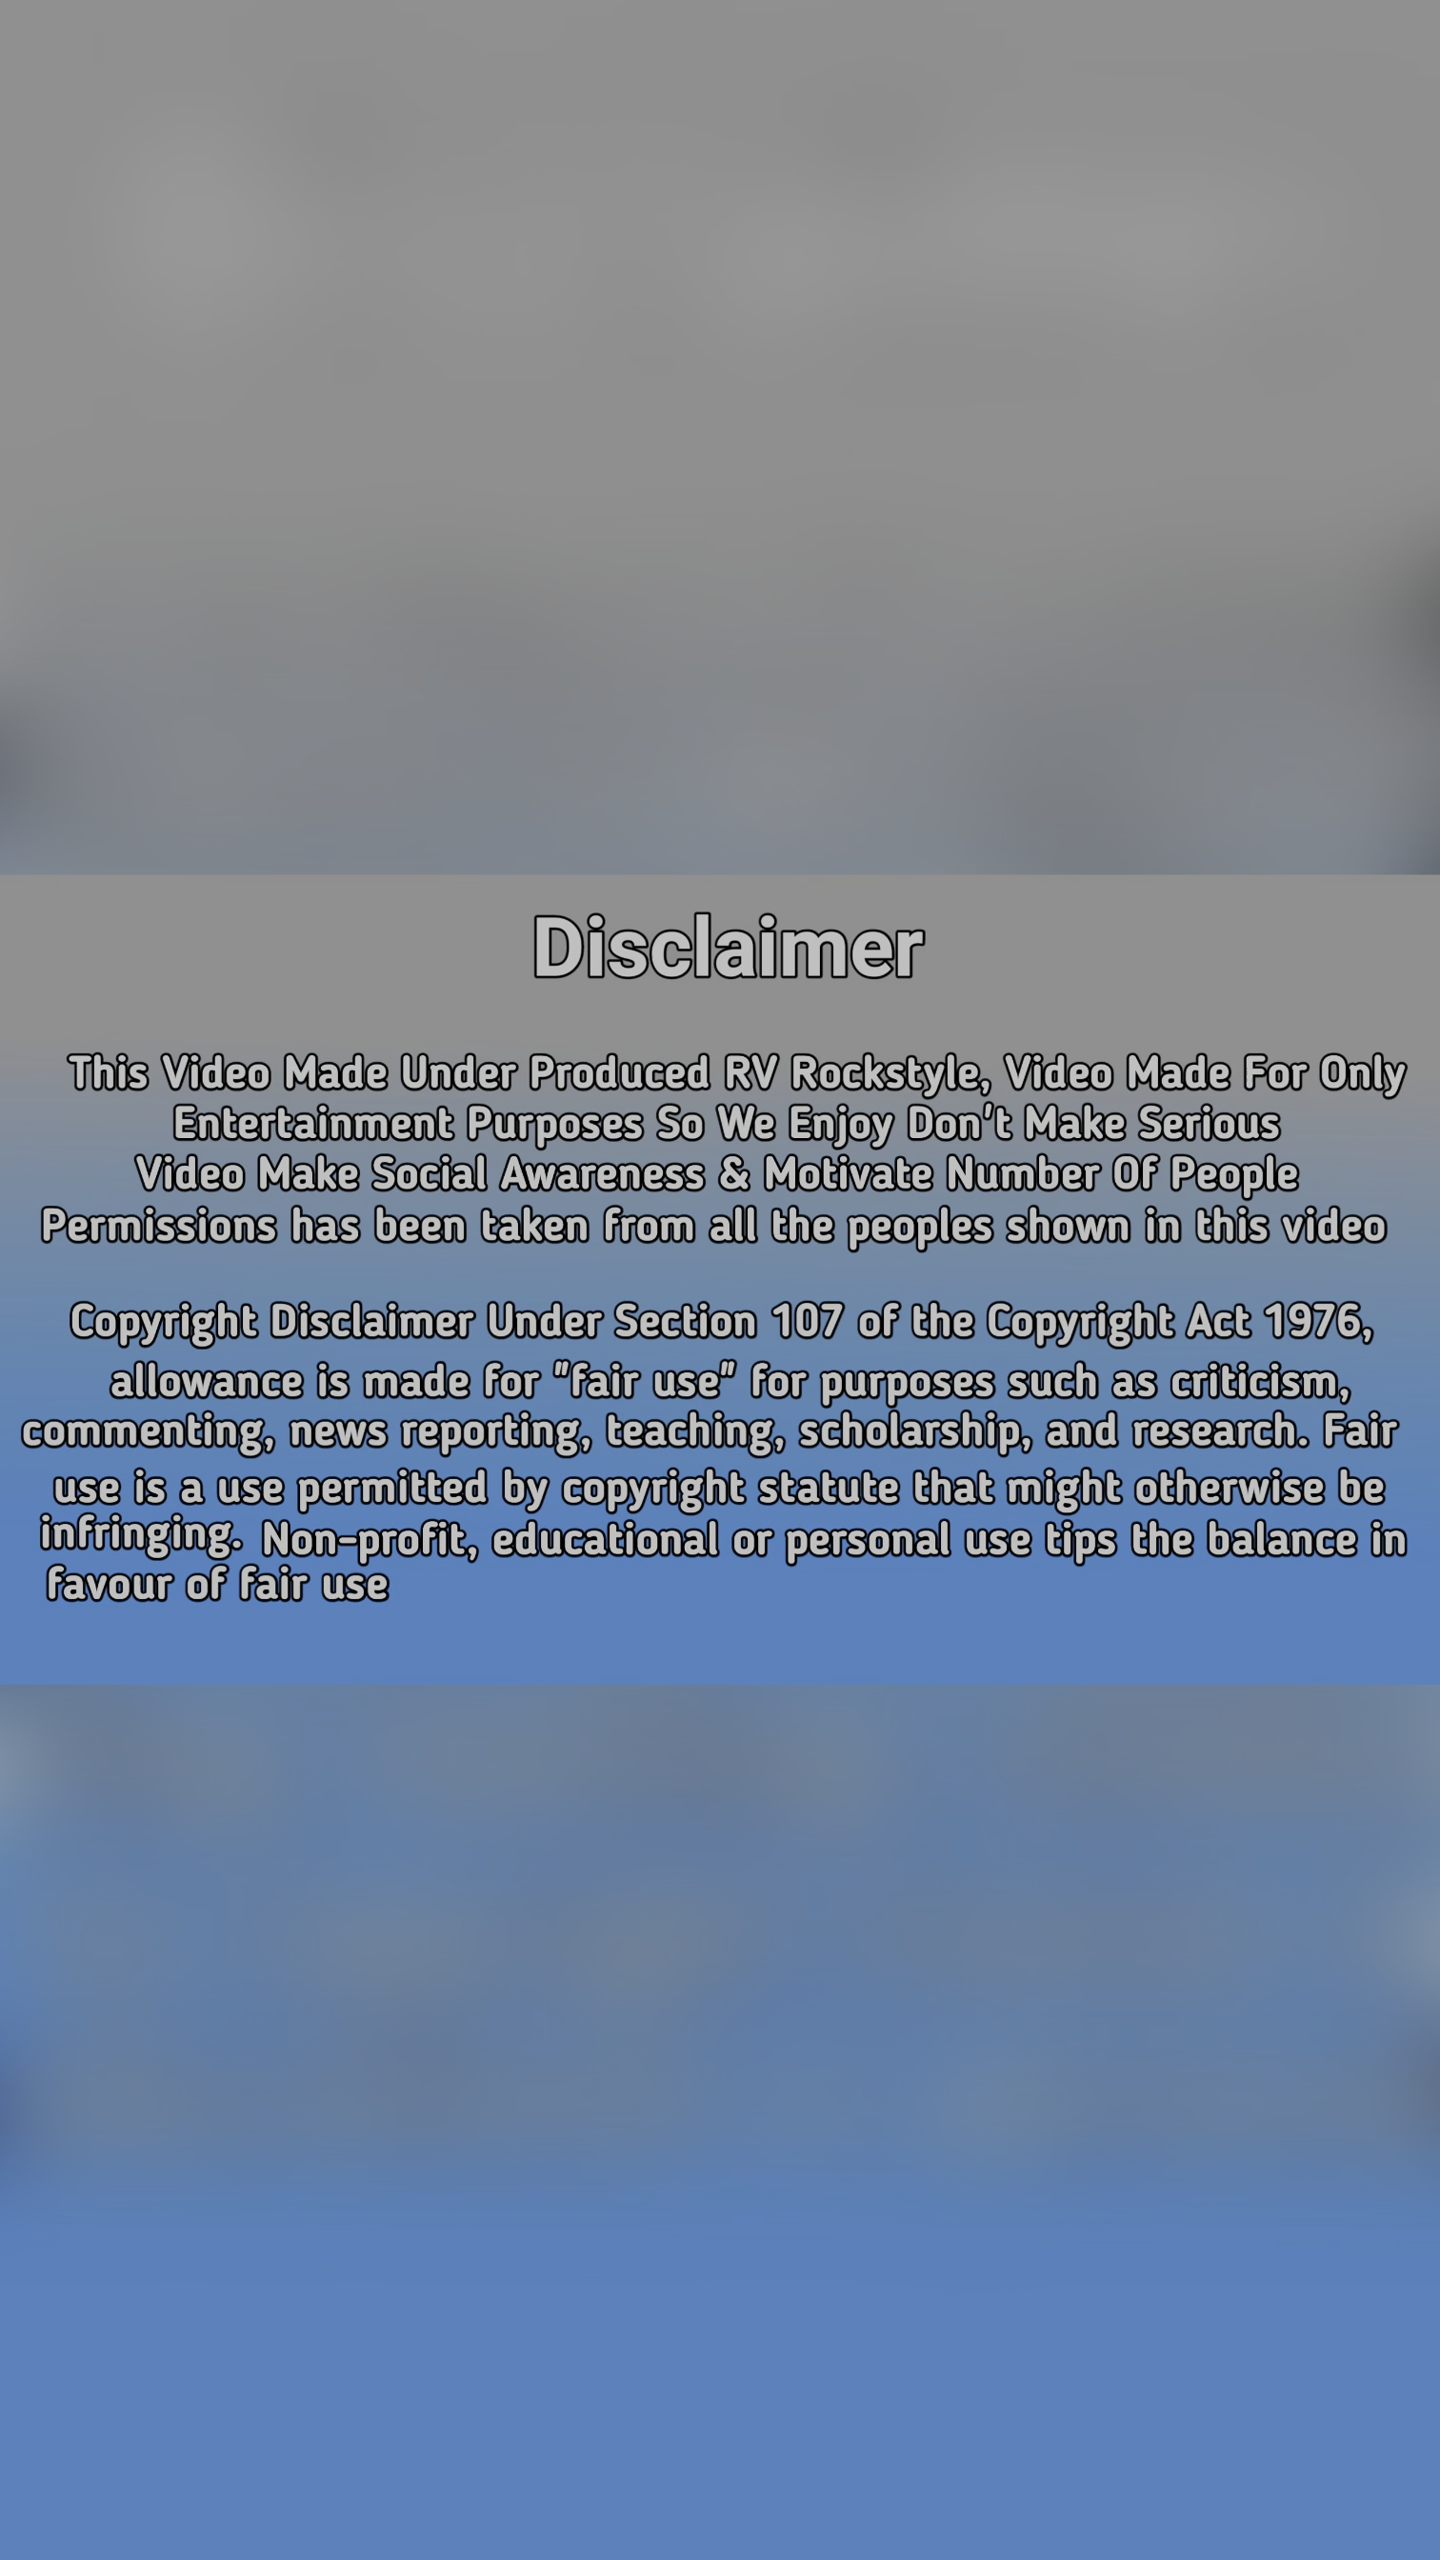 Disclaimer
This Video Made Under Produced RV Rockstyle, Video Made For Only
Entertainment Purposes So We Enjoy Don't Make Serious
Video Make Social Awareness & Motivate Number Of People
Permissions has been taken from all the peoples shown in this video
Copyright Disclaimer Under Section 107 of the Copyright Act 1976,
allowance is made for "fair use" for purposes such as criticism,
commenting, news reporting, teaching, scholarship, and research. Fair
use is a use permitted by copyright statute that might otherwise be
infringing. Non-profit, educational or personal use tips the balance in
favour of fair use